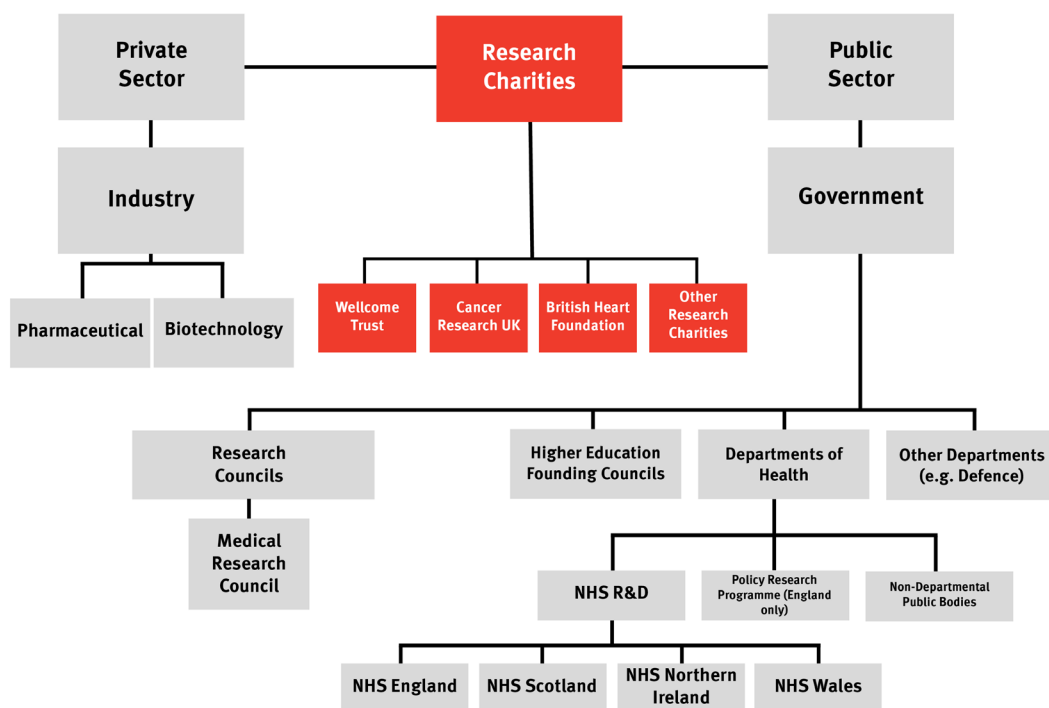 Private
Sector
Research
Charities
Public
Sector
Industry
Government
Pharmaceutical
Biotechnology
Wellcome
Trust
Cancer
Research UK
British Heart
Foundation
Other
Research
Charities
Research
Councils
Higher Education
Founding Councils
Departments of
Health
Other Departments
(e.g. Defence)
Medical
Research
Council
NHS R&D
Policy Research
Programme (England
only)
Non-Departmental
Public Bodies
NHS England
NHS Scotland
NHS Northern
Ireland
NHS Wales